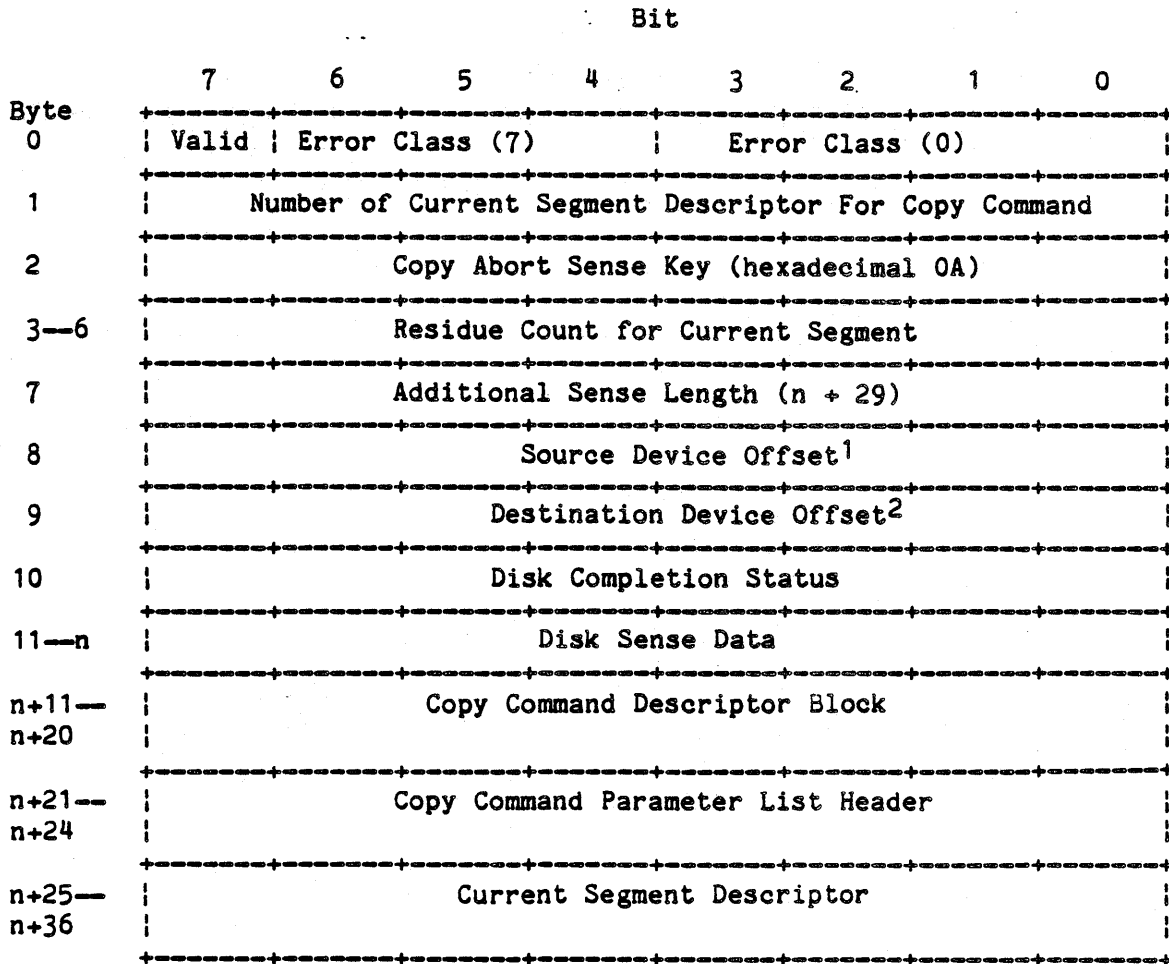 Bit
7 6 5 4 3 2 1 0
Byte
0 Valid Error Class (7) Error Class (0)
1 Number of Current Segment Descriptor For Copy Command
2 Copy Abort Sense Key (hexadecimal 0A)
3—6 Residue Count for Current Segment
7 Additional Sense Length (n + 29)
8 Source Device Offset1
9 Destination Device Offset2
10 Disk Completion Status
11—n Disk Sense Data
n+11— Copy Command Descriptor Block
n+20
n+21— Copy Command Parameter List Header
n+24
n+25— Current Segment Descriptor
n+36